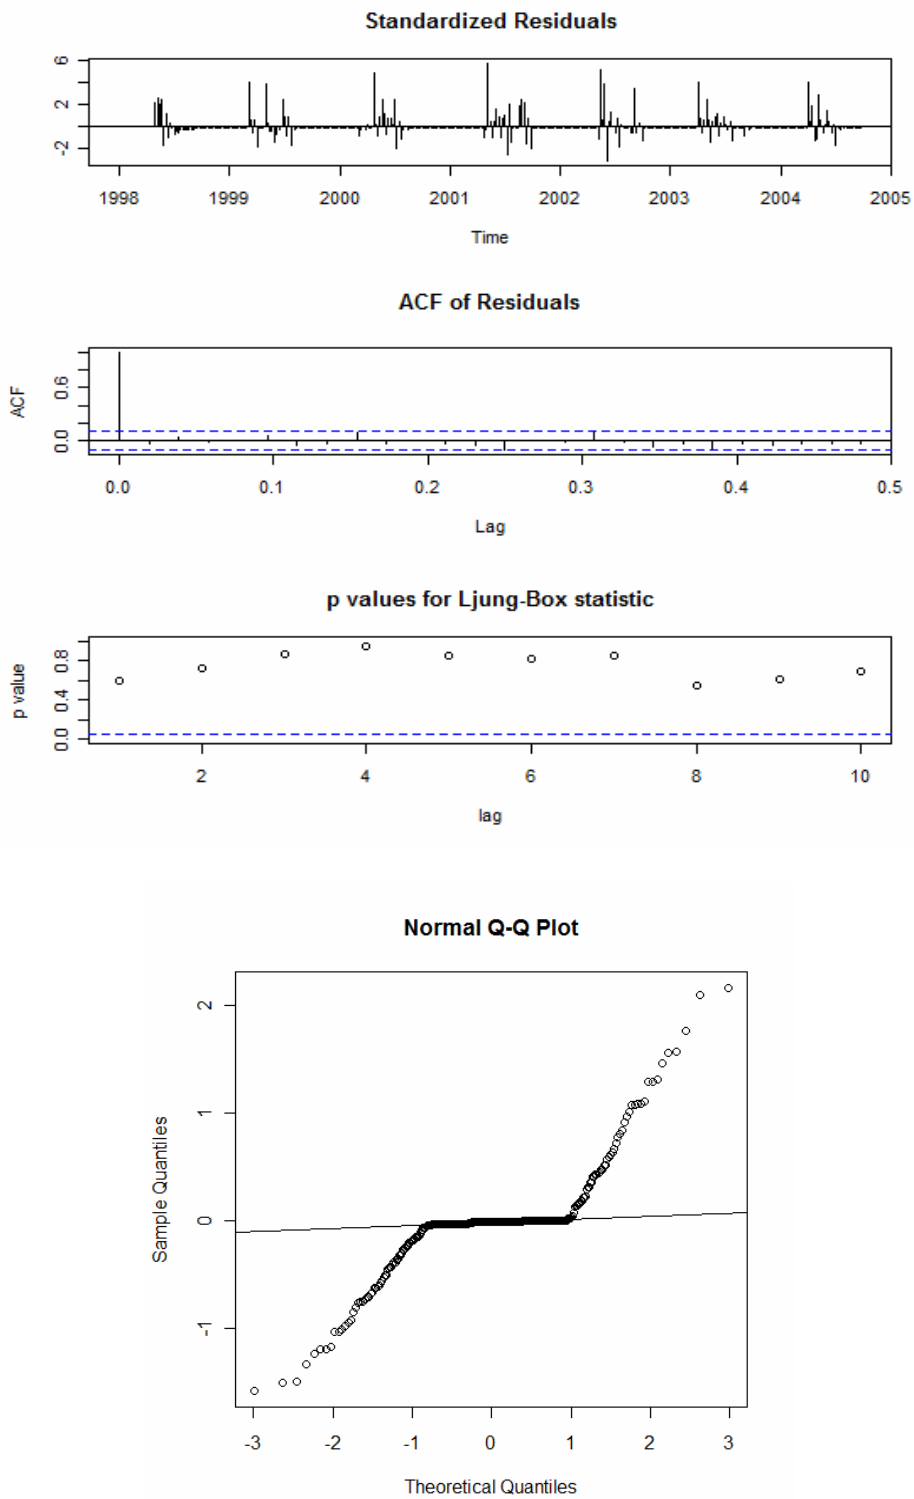 Standardized Residuals
6
2
-2
1998 1999 2000 2001 2002 2003 2004 2005
Time
ACF of Residuals
ACF
0.6
0.0
0.0 0.1 0.2 0.3 0.4 0.5
Lag
p values for Ljung-Box statistic
p value
0.8
0.4
0.0
2 4 6 8 10
lag
Normal Q-Q Plot
Sample Quantiles
2
1
0
-1
-3 -2 -1 0 1 2 3
Theoretical Quantiles